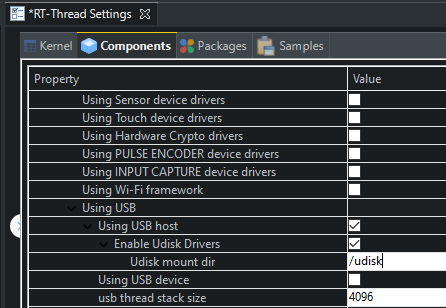 *RT-Thread Settings
Kernel Components Packages Samples
Property Value
Using Sensor device drivers
Using Touch device drivers
Using Hardware Crypto drivers
Using PULSE ENCODER device drivers
Using INPUT CAPTURE device drivers
Using Wi-Fi framework
Using USB
Using USB host
Enable Udisk Drivers
Udisk mount dir /udisk
Using USB device
usb thread stack size 4096